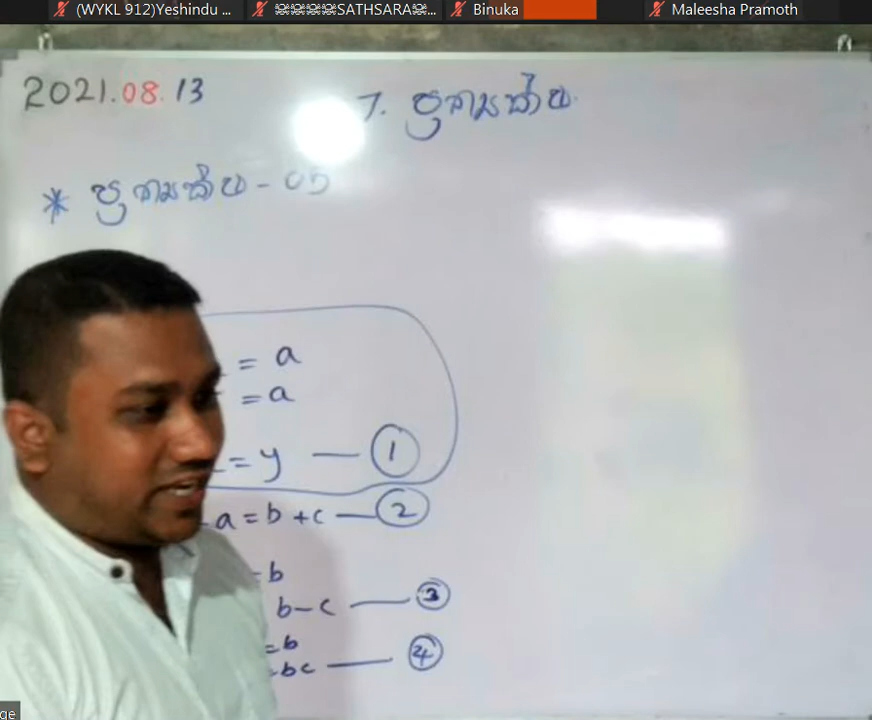 (WYKL 912)Yeshindu ... SATHSARA ... Binuka Maleesha Pramoth
2021.08.13
7. ප්‍රත්‍යක්ෂ
* ප්‍රත්‍යක්ෂ - 05
= a
= a
= y — ①
a = b + c — ②
= b
b - c — ③
= b
= bc — ④
ge